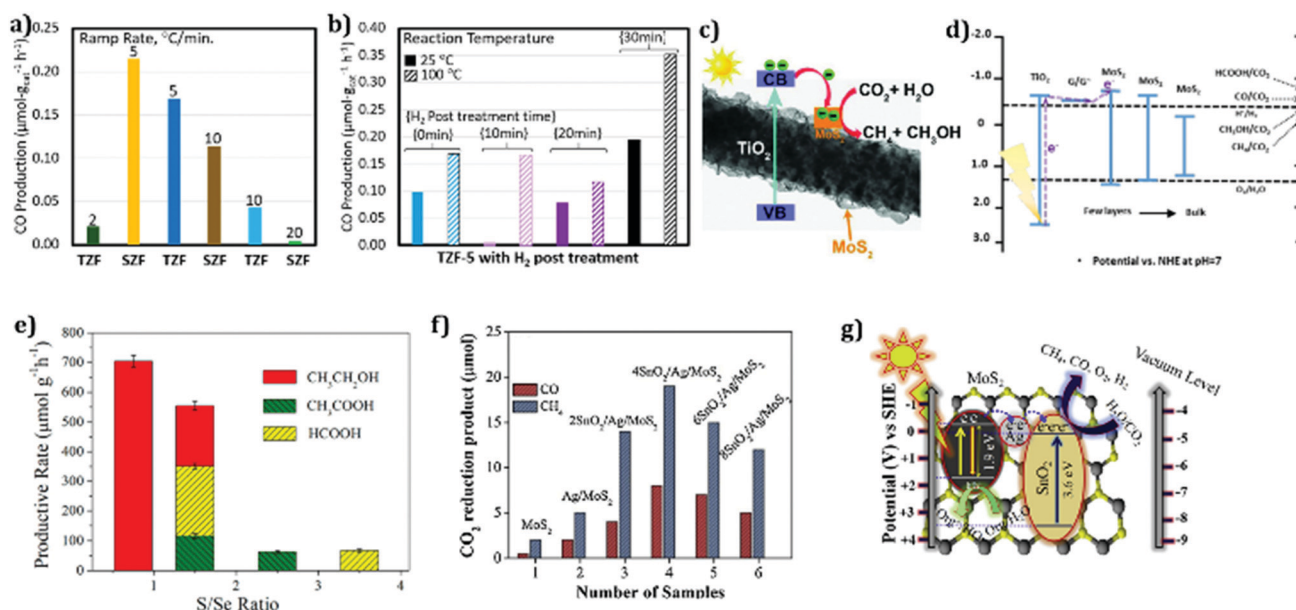 a)
CO Production (μmol-gcat⁻¹ h⁻¹)
0.25
0.20
0.15
0.10
0.05
0.00
Ramp Rate, °C/min.
2
5
5
10
10
20
TZF SZF TZF SZF TZF SZF
b)
CO Production (μmol-gcat⁻¹ h⁻¹)
0.40
0.35
0.30
0.25
0.20
0.15
0.10
0.05
0.00
Reaction Temperature
25 °C
100 °C
{30min}
{H₂ Post treatment time}
{0min}
{10min}
{20min}
TZF-5 with H₂ post treatment
c)
CB
CO₂+ H₂O
MoS₂
CH₄ + CH₃OH
TiO₂
VB
MoS₂
d)
-2.0
-1.0
0
1.0
2.0
3.0
TiO₂
G/G⁻
MoS₂
MoS₂
MoS₂
e⁻
e⁻
HCOOH/CO₂
CO/CO₂
H⁺/H₂
CH₃OH/CO₂
CH₄/CO₂
O₂/H₂O
Few layers
Bulk
• Potential vs. NHE at pH=7
e)
Productive Rate (μmol g⁻¹h⁻¹)
800
700
600
500
400
300
200
100
0
CH₃CH₂OH
CH₃COOH
HCOOH
1 2 3 4
S/Se Ratio
f)
CO₂ reduction product (μmol)
25
20
15
10
5
0
CO
CH₄
MoS₂
Ag/MoS₂
2SnO₂/Ag/MoS₂
4SnO₂/Ag/MoS₂
6SnO₂/Ag/MoS₂
8SnO₂/Ag/MoS₂
1 2 3 4 5 6
Number of Samples
g)
Potential (V) vs SHE
-1
0
+1
+2
+3
+4
MoS₂
CH₄, CO, O₂, H₂
H₂O/CO₂
Ag
1.9 eV
SnO₂
3.6 eV
Vacuum Level
-4
-5
-6
-7
-8
-9